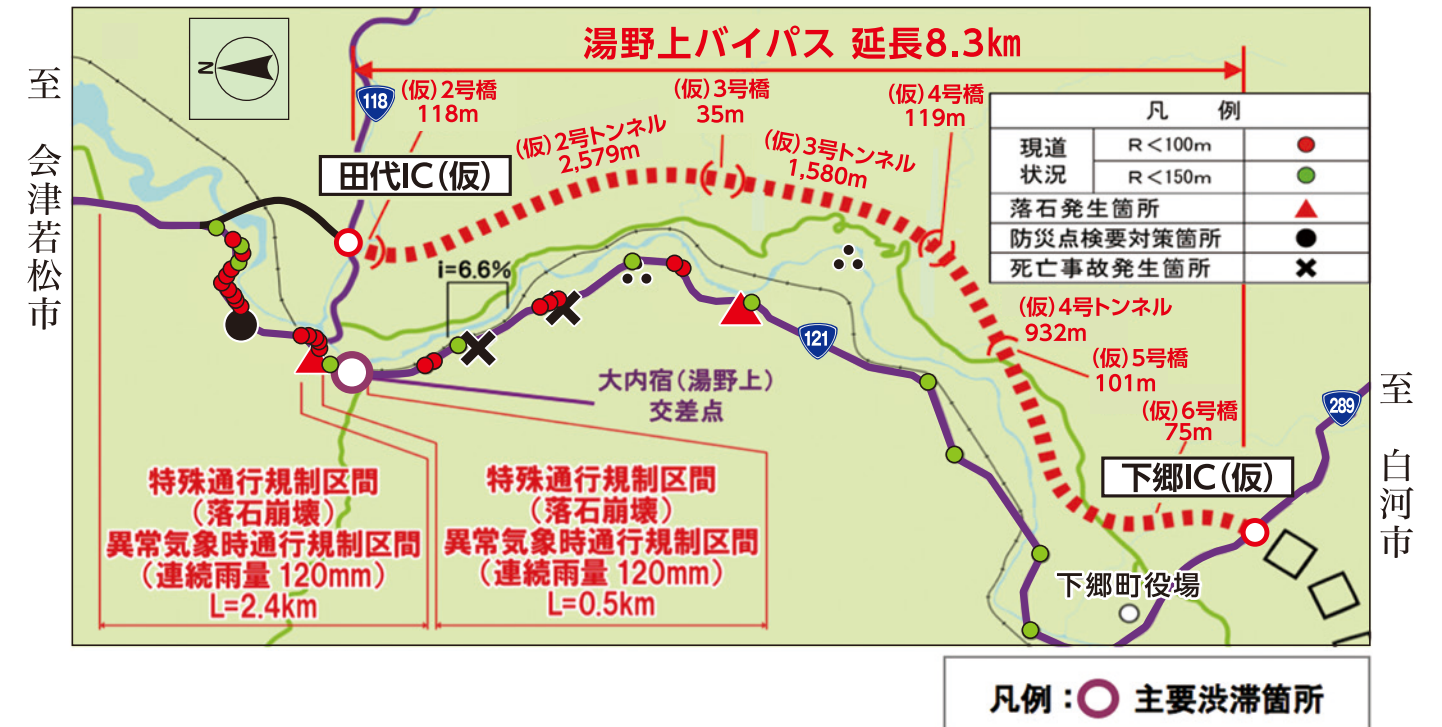 至 会津若松市
N
湯野上バイパス 延長8.3km
118
(仮)2号橋
118m
(仮)2号トンネル
2,579m
(仮)3号橋
35m
(仮)3号トンネル
1,580m
(仮)4号橋
119m
凡 例
現道
状況
R<100m
R<150m
落石発生箇所
防災点検要対策箇所
死亡事故発生箇所
田代IC(仮)
i=6.6%
(仮)4号トンネル
932m
121
(仮)5号橋
101m
大内宿(湯野上)
交差点
(仮)6号橋
75m
289
至 白河市
下郷IC(仮)
特殊通行規制区間
(落石崩壊)
異常気象時通行規制区間
(連続雨量 120mm)
L=2.4km
特殊通行規制区間
(落石崩壊)
異常気象時通行規制区間
(連続雨量 120mm)
L=0.5km
下郷町役場
凡例:主要渋滞箇所